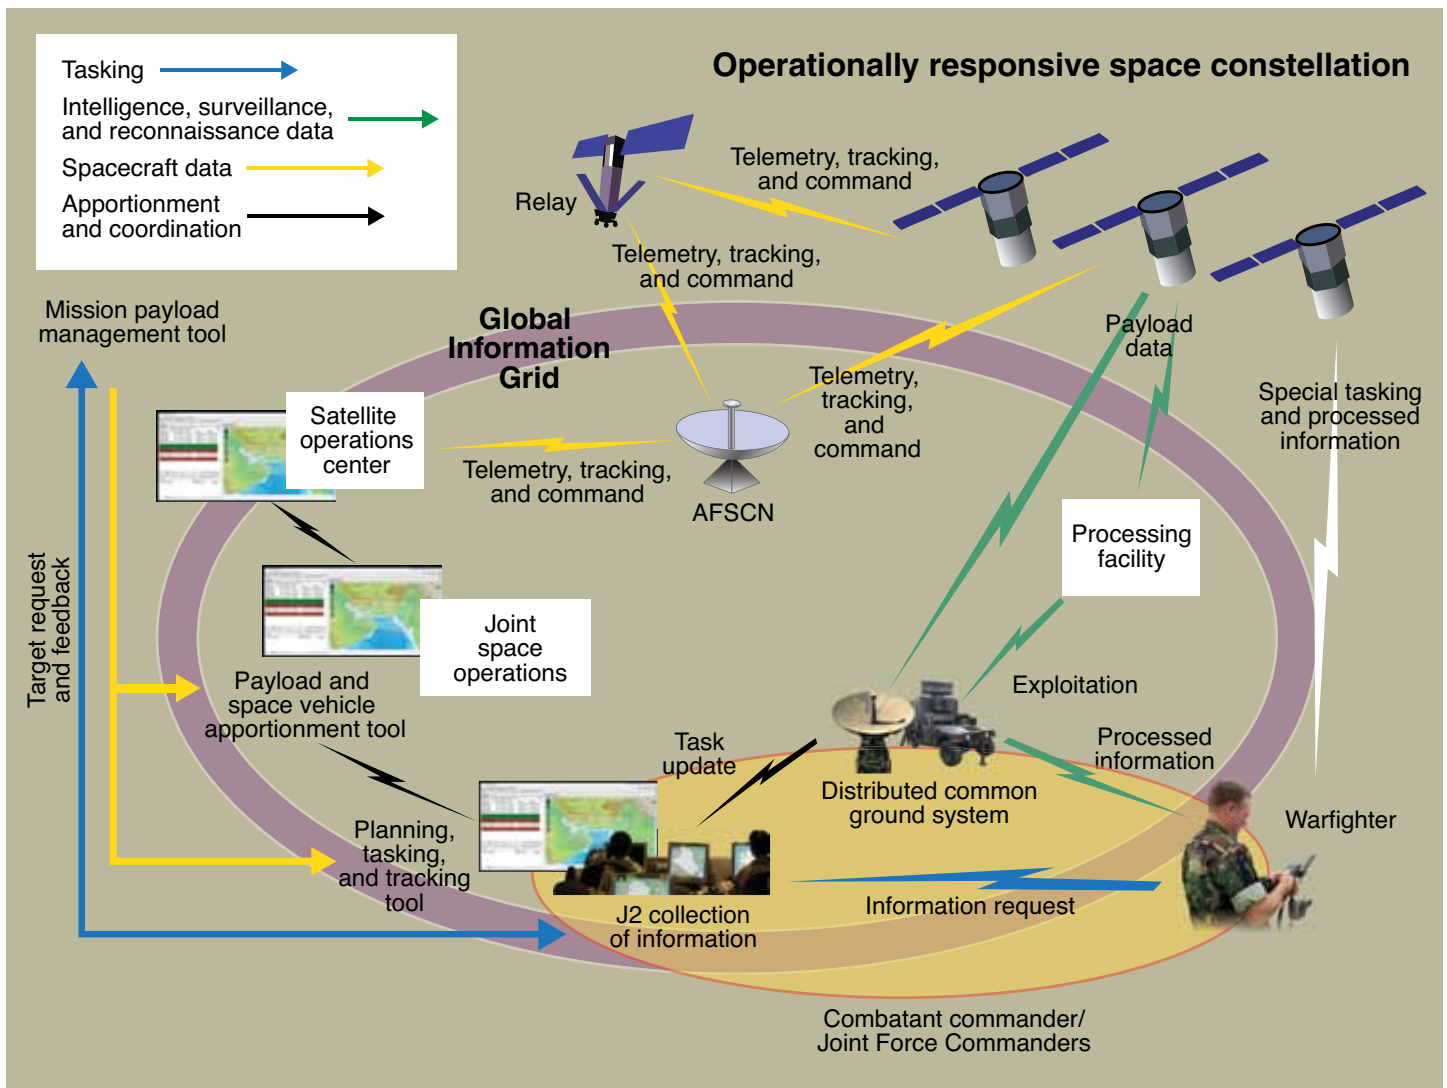 Tasking
Intelligence, surveillance,
and reconnaissance data
Spacecraft data
Apportionment
and coordination
Operationally responsive space constellation
Relay
Telemetry, tracking,
and command
Telemetry, tracking,
and command
Mission payload
management tool
Global
Information
Grid
Payload
data
Telemetry,
tracking,
and
command
Special tasking
and processed
information
Satellite
operations
center
Telemetry, tracking,
and command
AFSCN
Processing
facility
Target request
and feedback
Joint
space
operations
Payload and
space vehicle
apportionment tool
Exploitation
Task
update
Processed
information
Distributed common
ground system
Warfighter
Planning,
tasking,
and tracking
tool
J2 collection
of information
Information request
Combatant commander/
Joint Force Commanders